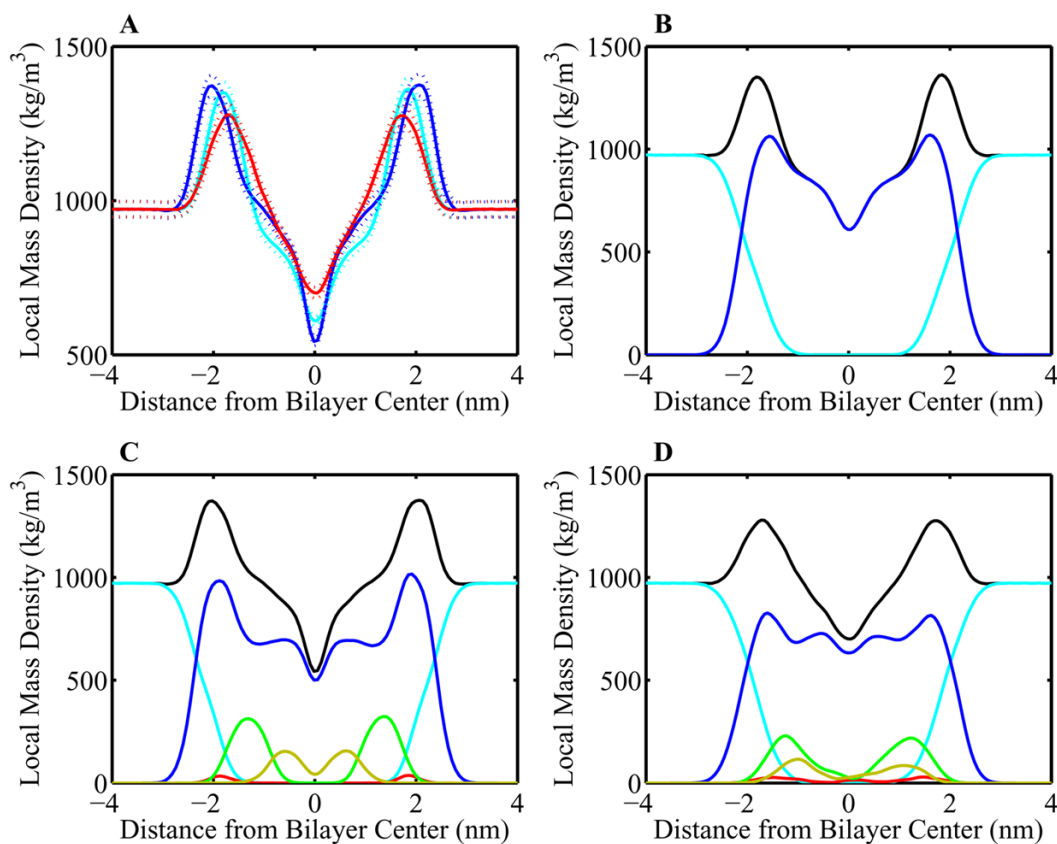 A
1500
1000
500
Local Mass Density (kg/m³)
−4 −2 0 2 4
Distance from Bilayer Center (nm)
B
1500
1000
500
0
Local Mass Density (kg/m³)
−4 −2 0 2 4
Distance from Bilayer Center (nm)
C
1500
1000
500
0
Local Mass Density (kg/m³)
−4 −2 0 2 4
Distance from Bilayer Center (nm)
D
1500
1000
500
0
Local Mass Density (kg/m³)
−4 −2 0 2 4
Distance from Bilayer Center (nm)